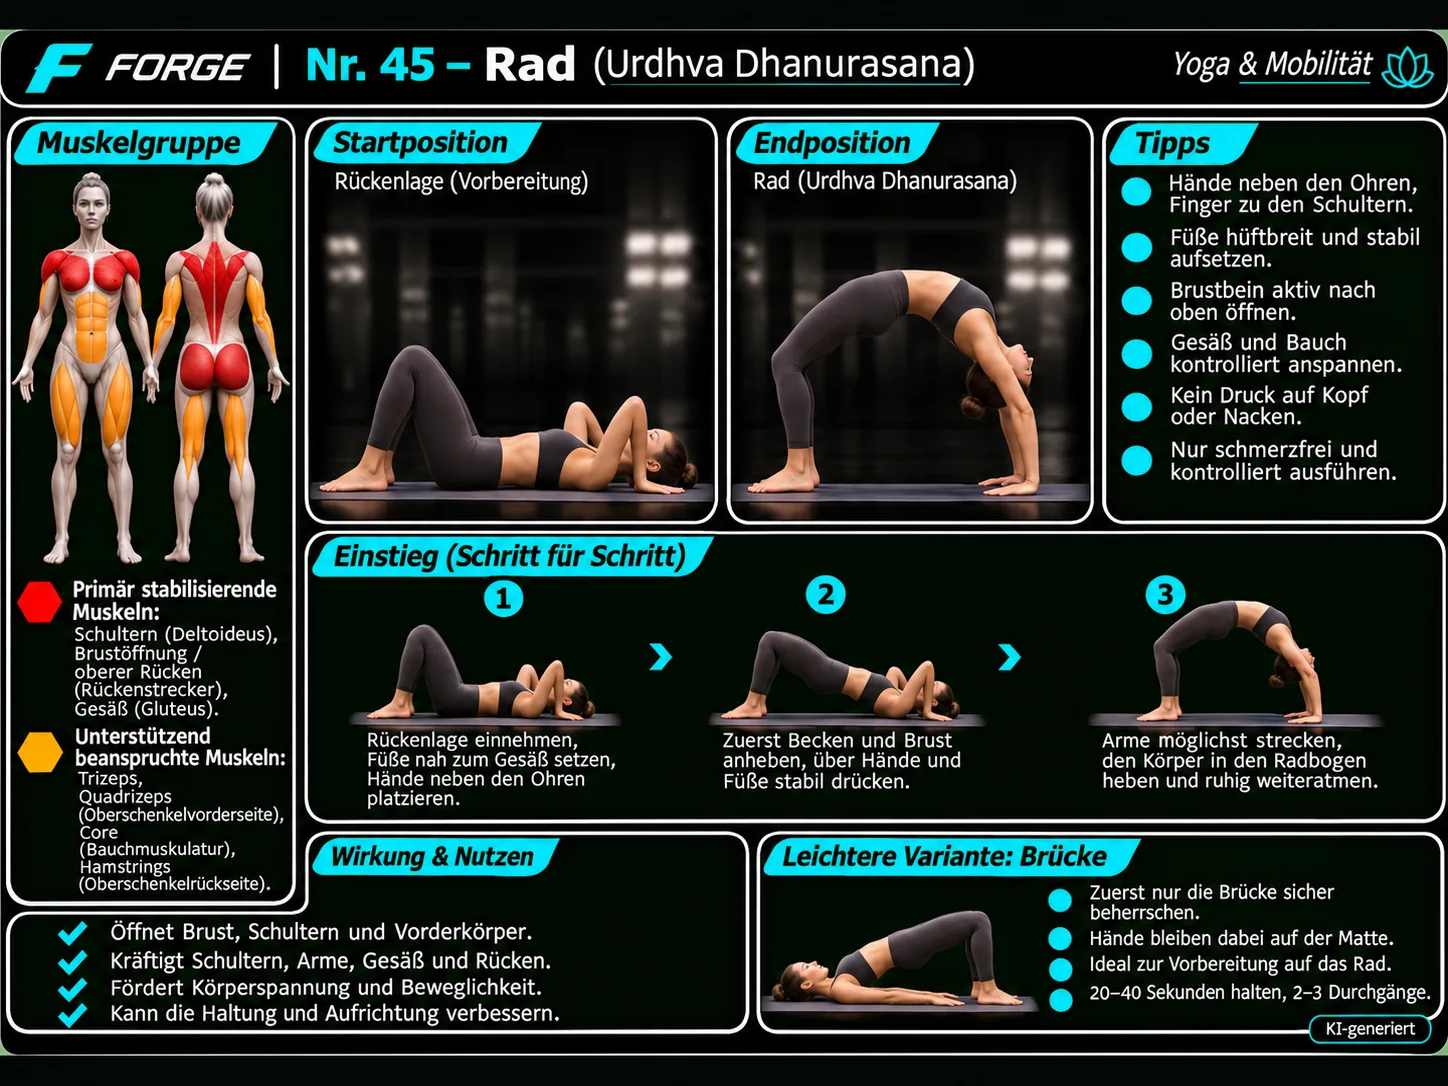 FORGE
Nr. 45 – Rad (Urdhva Dhanurasana)
Yoga & Mobilität
Muskelgruppe
Primär stabilisierende
Muskeln:
Schultern (Deltoideus),
Brustöffnung /
oberer Rücken
(Rückenstrecker),
Gesäß (Gluteus).
Unterstützend
beanspruchte Muskeln:
Trizeps,
Quadrizeps
(Oberschenkelvorderseite),
Core
(Bauchmuskulatur),
Hamstrings
(Oberschenkelrückseite).
Startposition
Rückenlage (Vorbereitung)
Endposition
Rad (Urdhva Dhanurasana)
Tipps
Hände neben den Ohren,
Finger zu den Schultern.
Füße hüftbreit und stabil
aufsetzen.
Brustbein aktiv nach
oben öffnen.
Gesäß und Bauch
kontrolliert anspannen.
Kein Druck auf Kopf
oder Nacken.
Nur schmerzfrei und
kontrolliert ausführen.
Einstieg (Schritt für Schritt)
1
Rückenlage einnehmen,
Füße nah zum Gesäß setzen,
Hände neben den Ohren
platzieren.
2
Zuerst Becken und Brust
anheben, über Hände und
Füße stabil drücken.
3
Arme möglichst strecken,
den Körper in den Radbogen
heben und ruhig weiteratmen.
Wirkung & Nutzen
Öffnet Brust, Schultern und Vorderkörper.
Kräftigt Schultern, Arme, Gesäß und Rücken.
Fördert Körperspannung und Beweglichkeit.
Kann die Haltung und Aufrichtung verbessern.
Leichtere Variante: Brücke
Zuerst nur die Brücke sicher
beherrschen.
Hände bleiben dabei auf der Matte.
Ideal zur Vorbereitung auf das Rad.
20–40 Sekunden halten, 2–3 Durchgänge.
KI-generiert